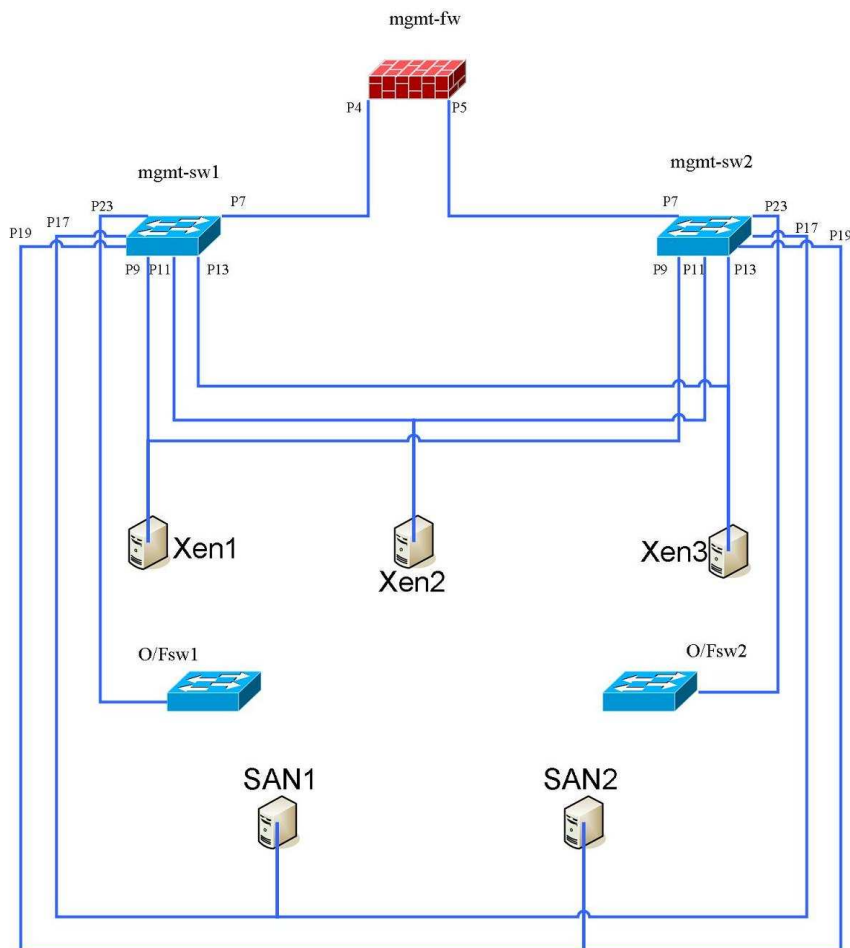 mgmt-fw
P4
P5
mgmt-sw1
mgmt-sw2
P23
P7
P7
P23
P17
P17
P19
P19
P9
P11
P13
P9
P11
P13
Xen1
Xen2
Xen3
O/Fsw1
O/Fsw2
SAN1
SAN2